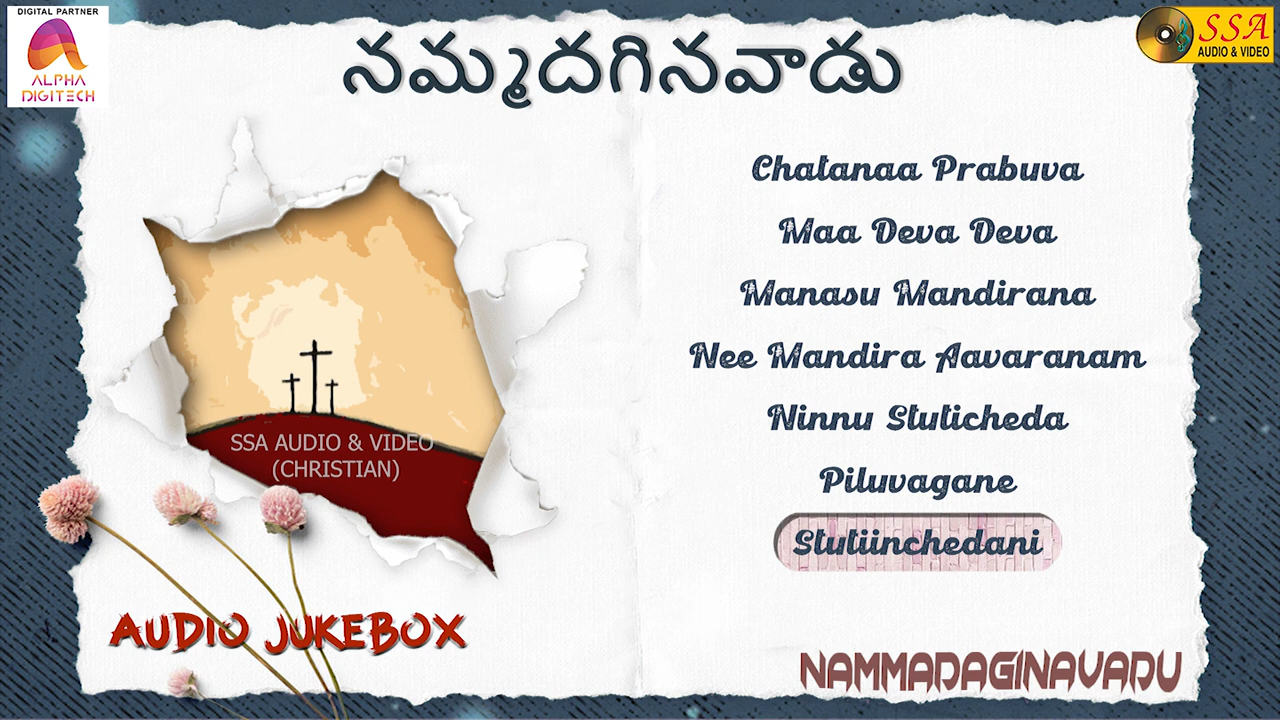 DIGITAL PARTNER
ALPHA
DIGITECH
SSA
AUDIO & VIDEO
నమ్మదగినవాడు
Chatanaa Prabuva
Maa Deva Deva
Manasu Mandirana
Nee Mandira Aavaranam
Ninnu Stuticheda
Piluvagane
Stutiinchedani
SSA AUDIO & VIDEO
(CHRISTIAN)
AUDIO JUKEBOX
NAMMADAGINAVADU